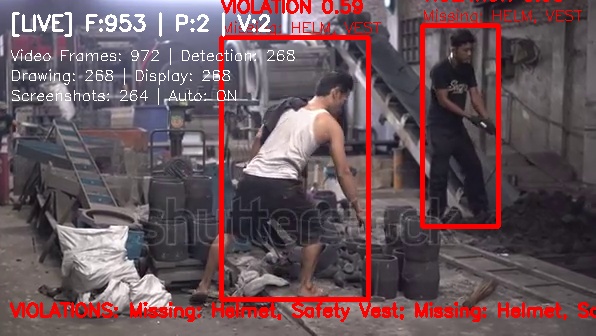 [LIVE] F:953 | P:2 | V:2
VIOLATION 0.59
Missing: HELM, VEST
Missing: HELM, VEST
Video Frames: 972 | Detection: 268
Drawing: 268 | Display: 268
Screenshots: 264 | Auto: ON
shutterstock
VIOLATIONS: Missing: Helmet, Safety Vest; Missing: Helmet, Sa